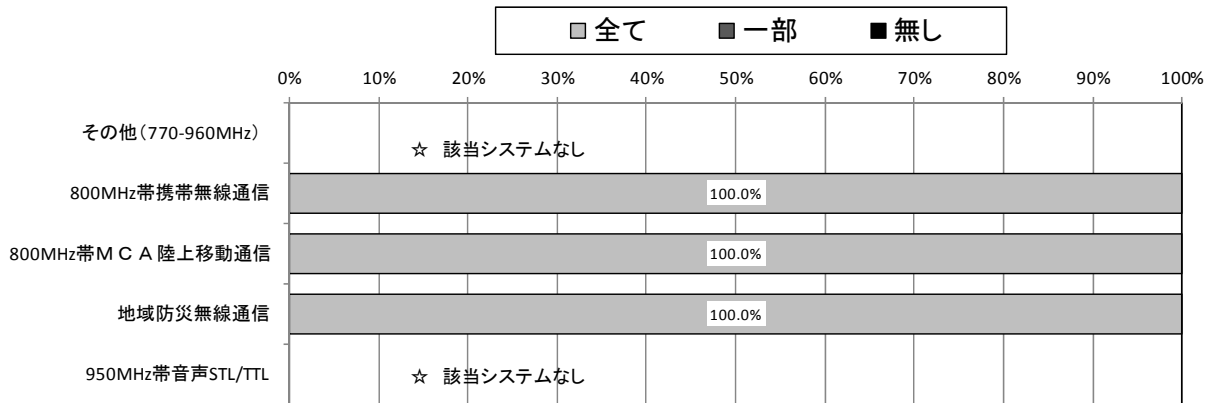 全て 一部 無し
0% 10% 20% 30% 40% 50% 60% 70% 80% 90% 100%
その他（770-960MHz）
☆ 該当システムなし
800MHz帯携帯無線通信
100.0%
800MHz帯ＭＣＡ陸上移動通信
100.0%
地域防災無線通信
100.0%
950MHz帯音声STL/TTL
☆ 該当システムなし